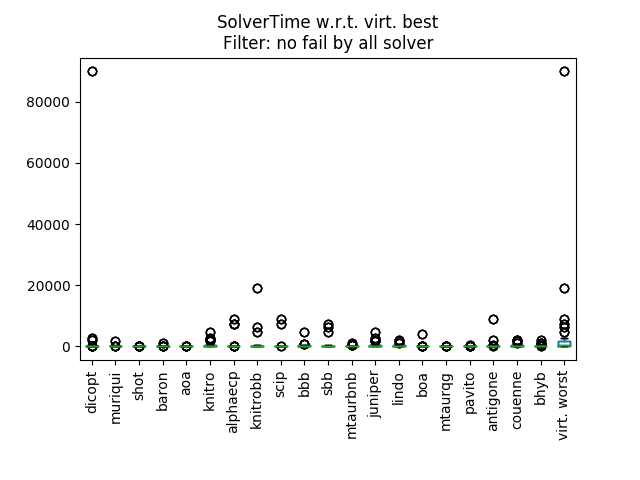 SolverTime w.r.t. virt. best
Filter: no fail by all solver
80000
60000
40000
20000
0
dicopt
muriqui
shot
baron
aoa
knitro
alphaecp
knitrobb
scip
bbb
sbb
mtaurbnb
juniper
lindo
boa
mtaurqg
pavito
antigone
couenne
bhyb
virt. worst